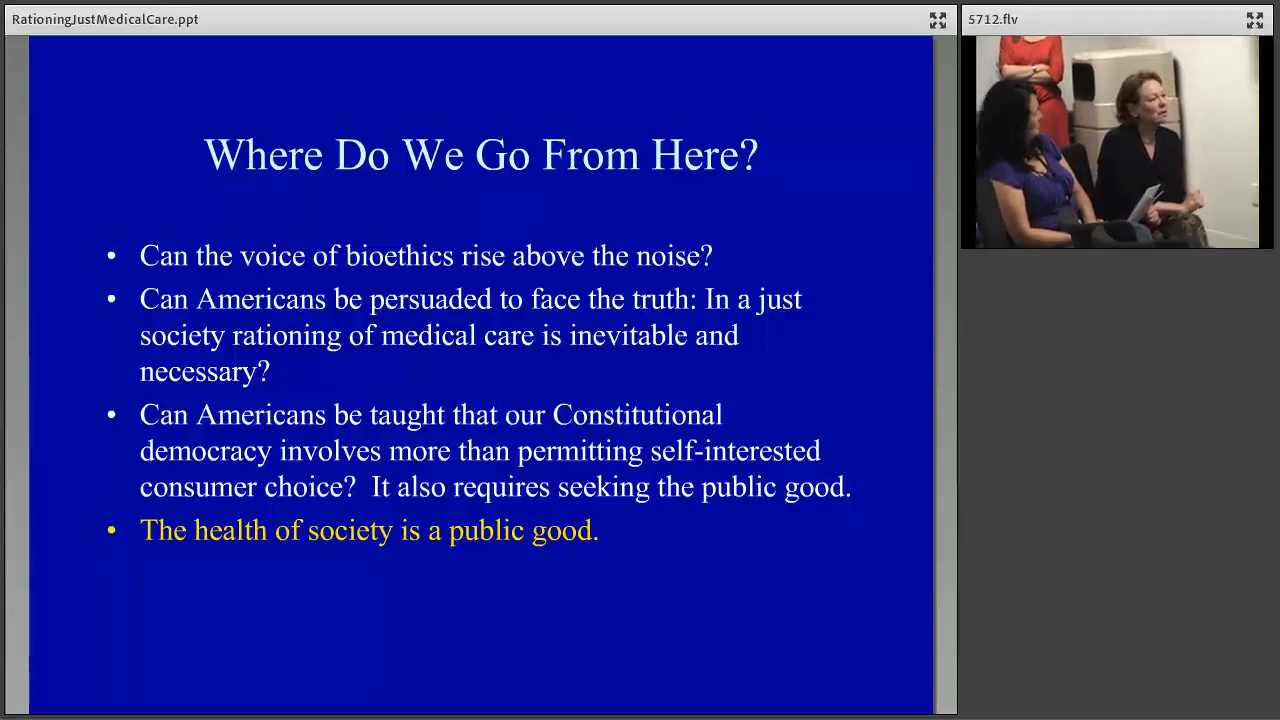 RationingJustMedicalCare.ppt
5712.flv
Where Do We Go From Here?
• Can the voice of bioethics rise above the noise?
• Can Americans be persuaded to face the truth: In a just
society rationing of medical care is inevitable and
necessary?
• Can Americans be taught that our Constitutional
democracy involves more than permitting self-interested
consumer choice?  It also requires seeking the public good.
• The health of society is a public good.